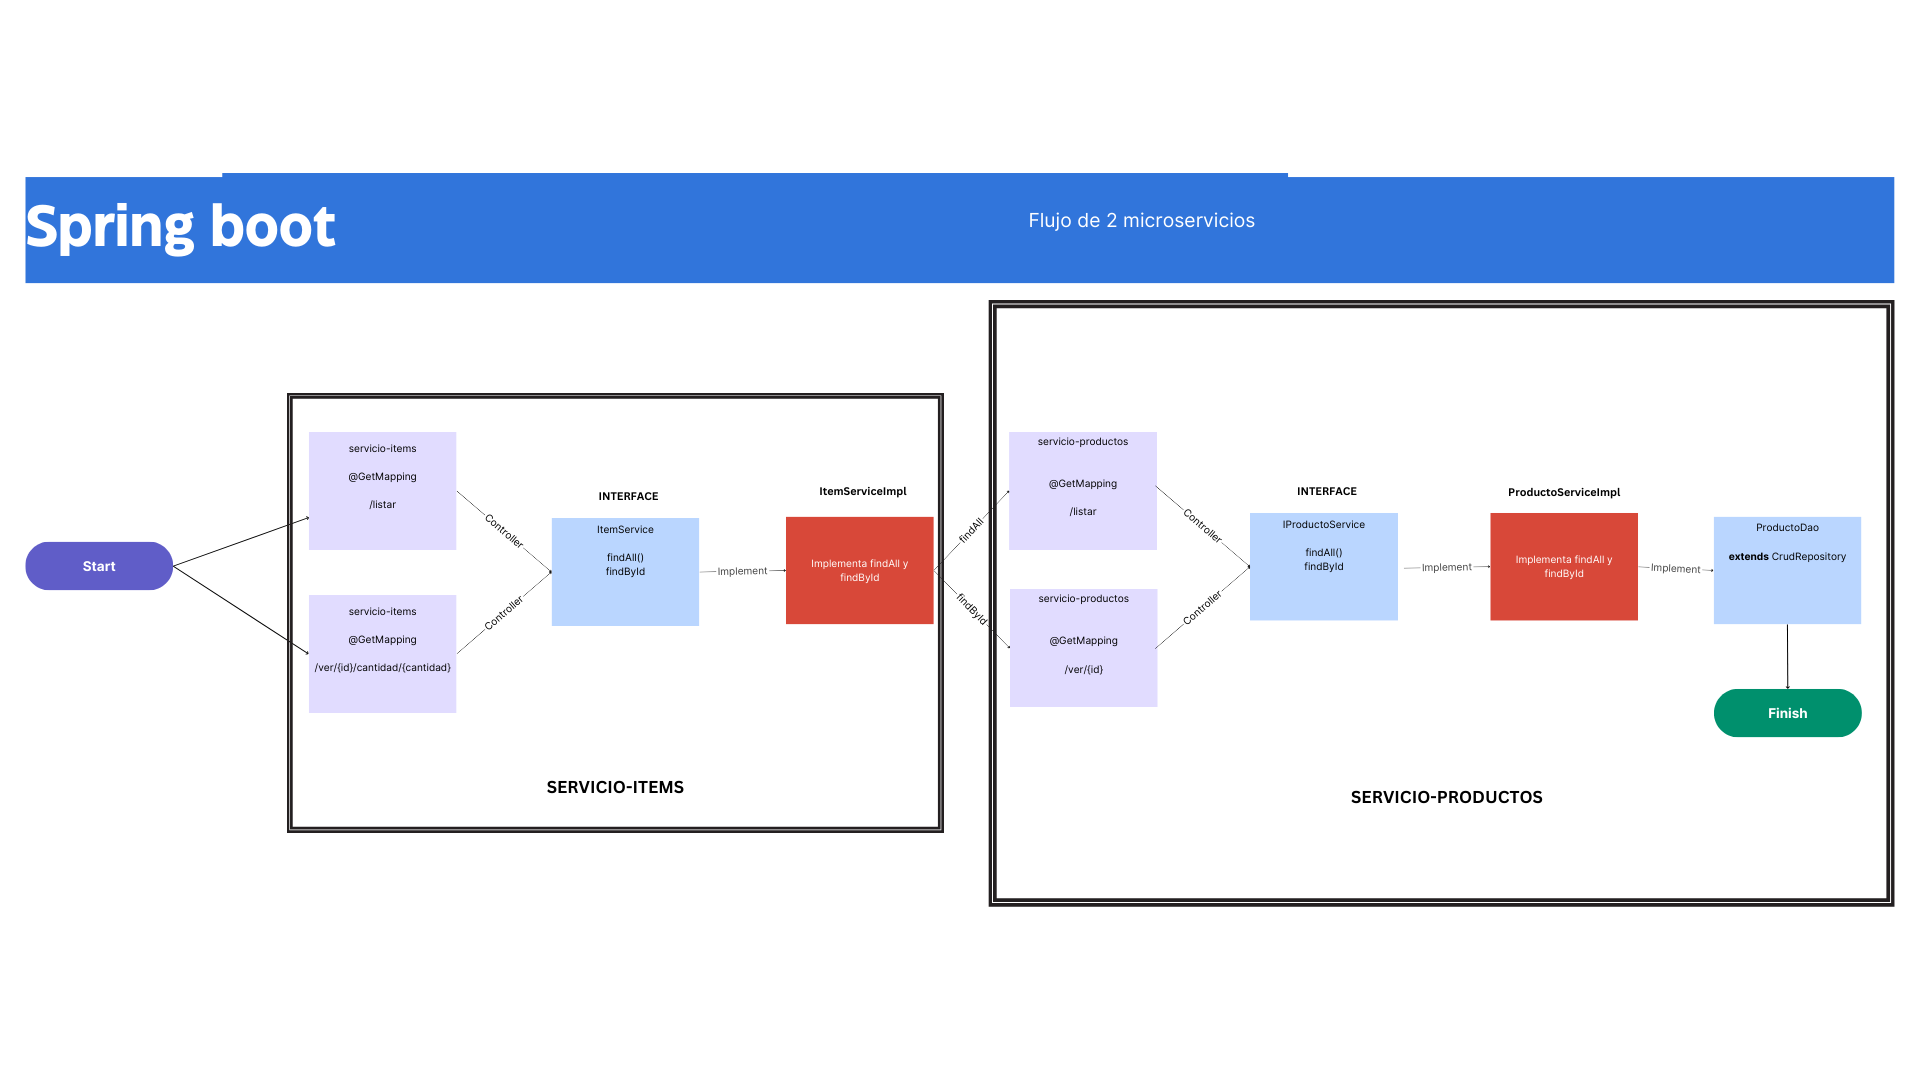 Spring boot
Flujo de 2 microservicios
Start
servicio-items
@GetMapping
/listar
servicio-items
@GetMapping
/ver/{id}/cantidad/{cantidad}
Controller
Controller
INTERFACE
ItemService
findAll()
findById
Implement
ItemServiceImpl
Implementa findAll y
findById
SERVICIO-ITEMS
findAll
findById
servicio-productos
@GetMapping
/listar
servicio-productos
@GetMapping
/ver/{id}
Controller
Controller
INTERFACE
IProductoService
findAll()
findById
Implement
ProductoServiceImpl
Implementa findAll y
findById
Implement
ProductoDao
extends CrudRepository
Finish
SERVICIO-PRODUCTOS